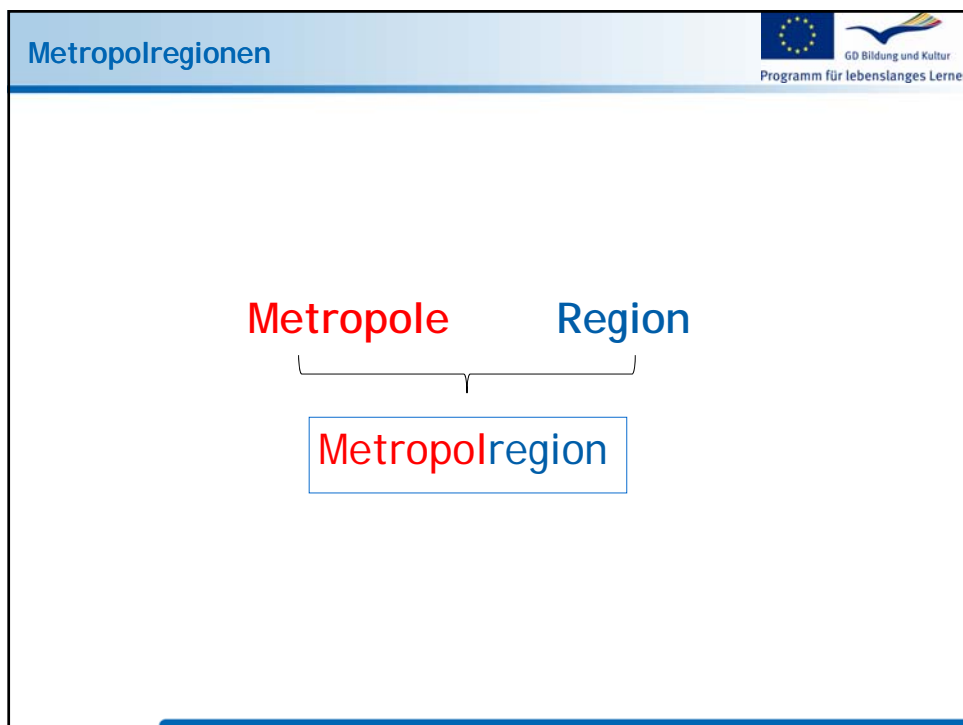 Metropolregionen
GD Bildung und Kultur
Programm für lebenslanges Lerne
Metropole Region
Metropolregion